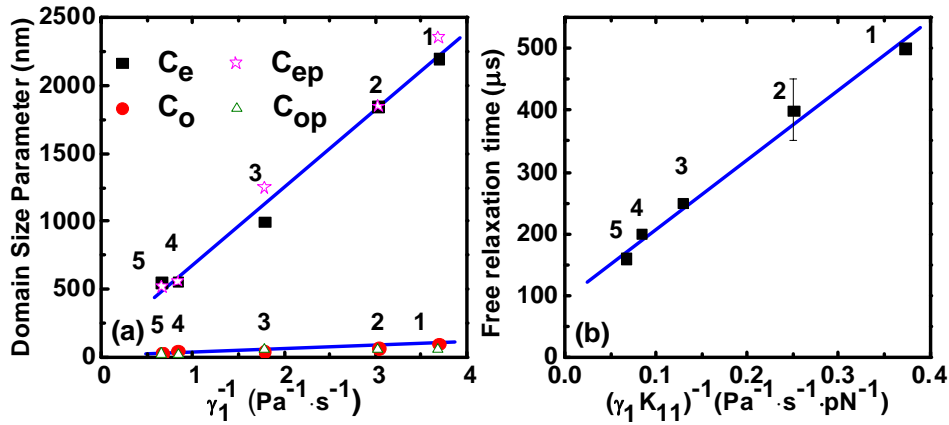 Domain Size Parameter (nm)
2500
2000
1500
1000
500
0
C_e
C_ep
C_o
C_op
1
2
3
4
5
5 4 3 2 1
(a)
0 1 2 3 4
γ₁⁻¹ (Pa⁻¹·s⁻¹)
Free relaxation time (μs)
500
400
300
200
100
0
1
2
3
4
5
(b)
0.0 0.1 0.2 0.3 0.4
(γ₁ K₁₁)⁻¹(Pa⁻¹·s⁻¹·pN⁻¹)